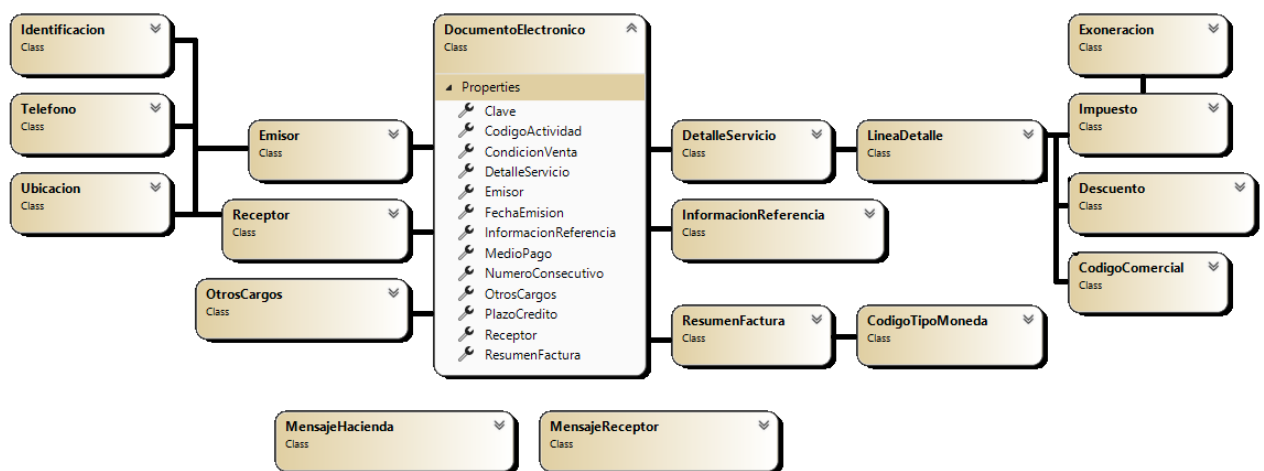 Identificacion
Class
Telefono
Class
Ubicacion
Class
Emisor
Class
Receptor
Class
OtrosCargos
Class
DocumentoElectronico
Class
Properties
Clave
CodigoActividad
CondicionVenta
DetalleServicio
Emisor
FechaEmision
InformacionReferencia
MedioPago
NumeroConsecutivo
OtrosCargos
PlazoCredito
Receptor
ResumenFactura
DetalleServicio
Class
LineaDetalle
Class
InformacionReferencia
Class
ResumenFactura
Class
CodigoTipoMoneda
Class
Exoneracion
Class
Impuesto
Class
Descuento
Class
CodigoComercial
Class
MensajeHacienda
Class
MensajeReceptor
Class